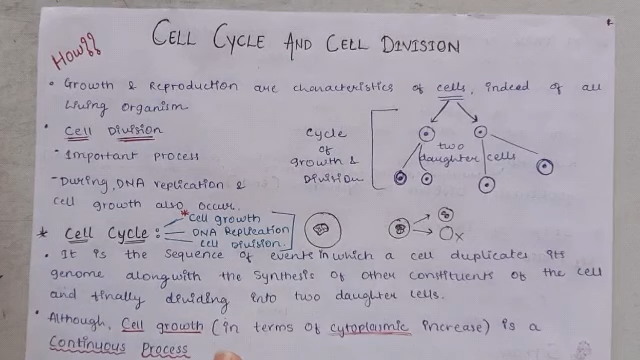 How??
CELL CYCLE AND CELL DIVISION
• Growth & Reproduction are characteristics of cells, indeed of all
living organism
• Cell Division
- Important process
- During, DNA replication &
cell growth also occur.
Cycle
of
growth &
Division
two
daughter cells
* Cell Cycle :
* Cell growth
DNA Replication
Cell Division.
x
• It is the sequence of events in which a cell duplicates its
genome along with the synthesis of other constituents of the cell
and finally dividing into two daughter cells.
• Although, Cell growth (in terms of cytoplasmic increase) is a
Continuous Process